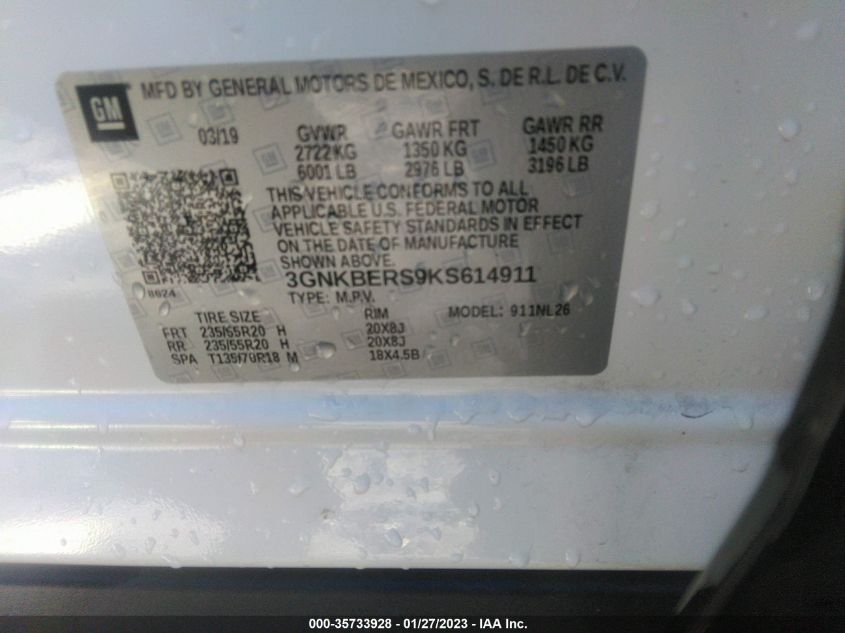 GM
MFD BY GENERAL MOTORS DE MEXICO, S. DE R.L. DE C.V.
03/19 GVWR GAWR FRT GAWR RR
2722 KG 1350 KG 1450 KG
6001 LB 2976 LB 3196 LB
THIS VEHICLE CONFORMS TO ALL
APPLICABLE U.S. FEDERAL MOTOR
VEHICLE SAFETY STANDARDS IN EFFECT
ON THE DATE OF MANUFACTURE
SHOWN ABOVE.
8624
3GNKBERS9KS614911
TYPE: M.P.V. MODEL: 911NL26
TIRE SIZE RIM
FRT 235/55R20 H 20X8J
RR 235/55R20 H 20X8J
SPA T135/70R18 M 18X4.5B
000-35733928 - 01/27/2023 - IAA Inc.